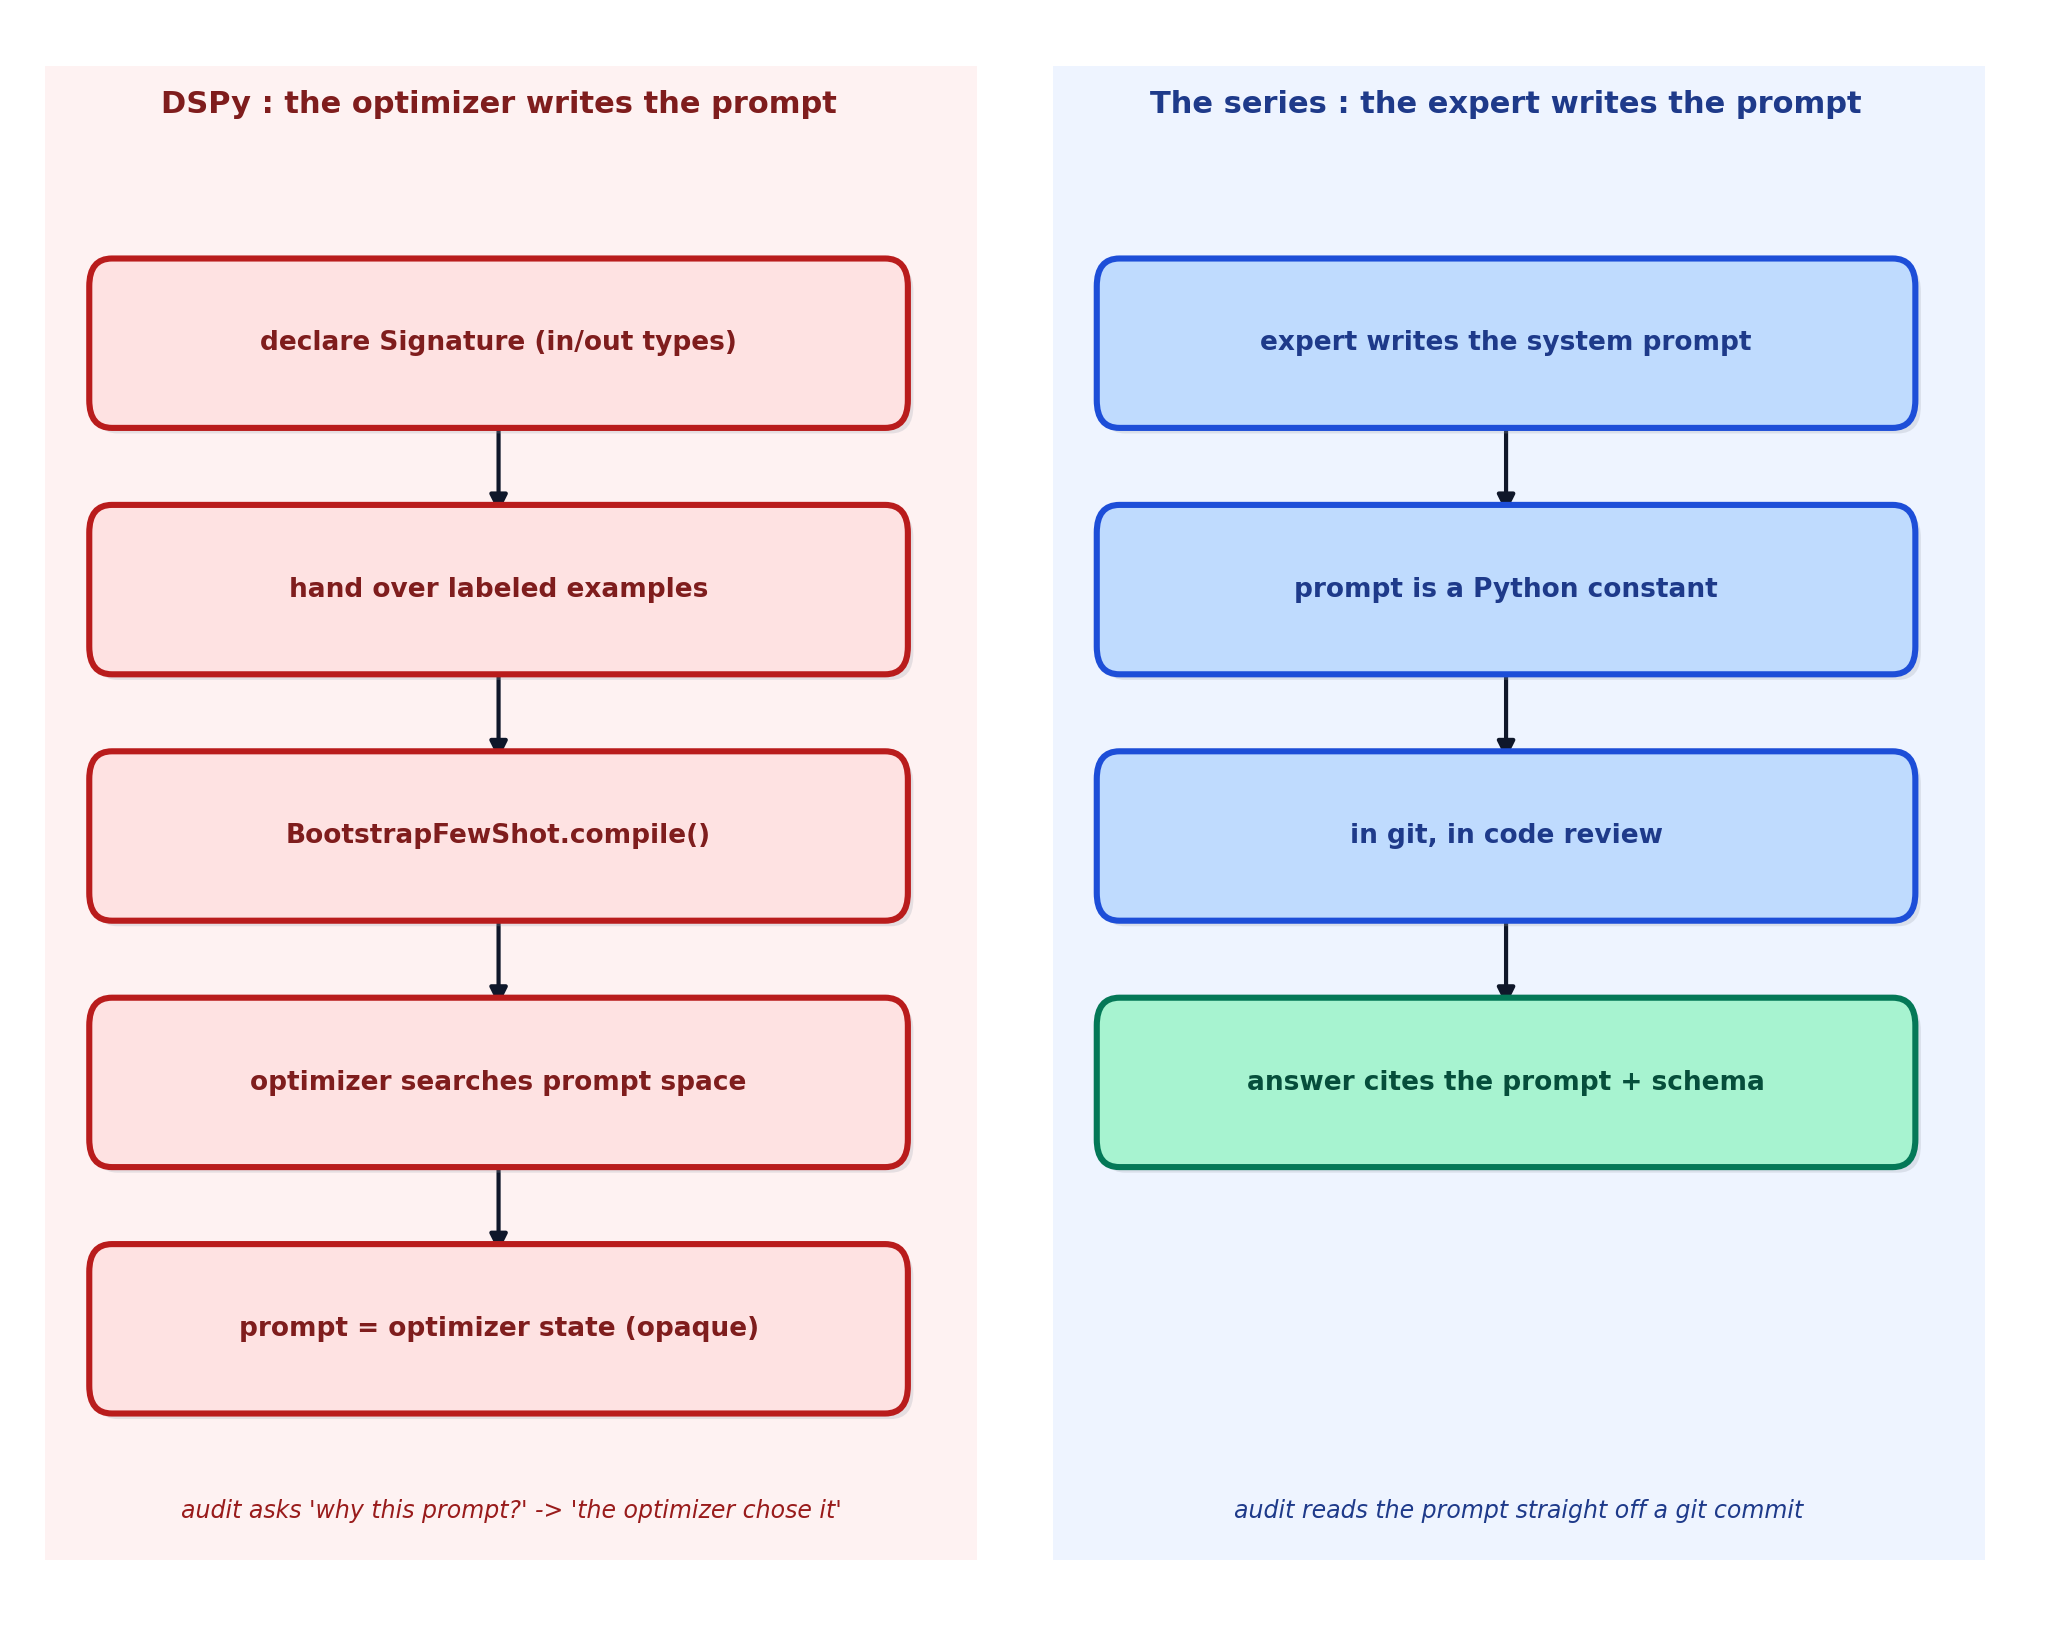 DSPy : the optimizer writes the prompt
declare Signature (in/out types)
hand over labeled examples
BootstrapFewShot.compile()
optimizer searches prompt space
prompt = optimizer state (opaque)
audit asks 'why this prompt?' -> 'the optimizer chose it'
The series : the expert writes the prompt
expert writes the system prompt
prompt is a Python constant
in git, in code review
answer cites the prompt + schema
audit reads the prompt straight off a git commit